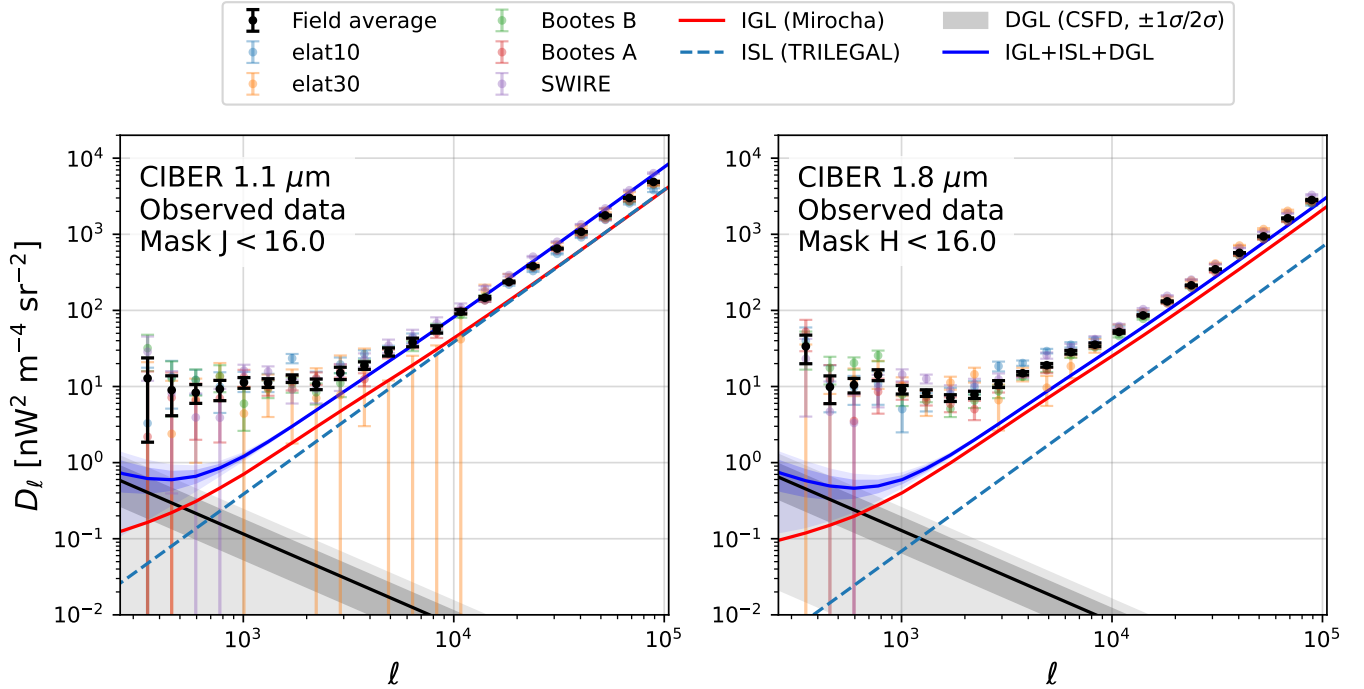 Field average
elat10
elat30
Bootes B
Bootes A
SWIRE
IGL (Mirocha)
ISL (TRILEGAL)
DGL (CSFD, ±1σ/2σ)
IGL+ISL+DGL
CIBER 1.1 μm
Observed data
Mask J < 16.0
10⁴
10³
10²
10¹
10⁰
10⁻¹
10⁻²
D_ℓ [nW² m⁻⁴ sr⁻²]
10³
10⁴
10⁵
ℓ
CIBER 1.8 μm
Observed data
Mask H < 16.0
10⁴
10³
10²
10¹
10⁰
10⁻¹
10⁻²
10³
10⁴
10⁵
ℓ